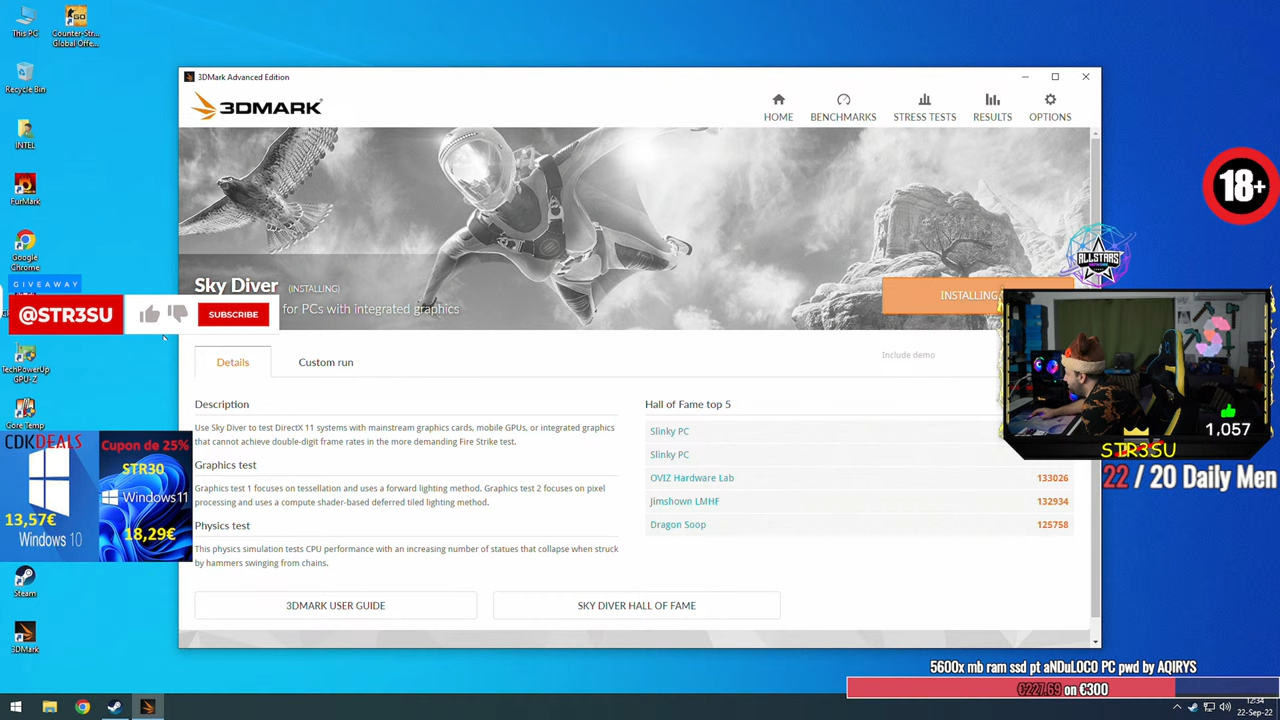 This PC
Counter-Str...
Global Offe...
Recycle Bin
INTEL
FurMark
Google
Chrome
GIVEAWAY
@STR3SU
SUBSCRIBE
TechPowerUp
GPU-Z
Core Temp
CDKDEALS
Cupon de 25%
STR30
Windows 11
13,57€
18,29€
Windows 10
Steam
3DMark
3DMark Advanced Edition
3DMARK
HOME
BENCHMARKS
STRESS TESTS
RESULTS
OPTIONS
Sky Diver (INSTALLING)
for PCs with integrated graphics
INSTALLING
Details
Custom run
Include demo
Description
Use Sky Diver to test DirectX 11 systems with mainstream graphics cards, mobile GPUs, or integrated graphics
that cannot achieve double-digit frame rates in the more demanding Fire Strike test.
Graphics test
Graphics test 1 focuses on tessellation and uses a forward lighting method. Graphics test 2 focuses on pixel
processing and uses a compute shader-based deferred tiled lighting method.
Physics test
This physics simulation tests CPU performance with an increasing number of statues that collapse when struck
by hammers swinging from chains.
Hall of Fame top 5
Slinky PC
Slinky PC
OVIZ Hardware Lab 133026
Jimshown LMHF 132934
Dragon Soop 125758
3DMARK USER GUIDE
SKY DIVER HALL OF FAME
18+
ALLSTARS
1,057
STR3SU
22 / 20 Daily Men
5600x mb ram ssd pt aNDuLOCO PC pwd by AQIRYS
€227.69 on €300
12:34
22-Sep-22